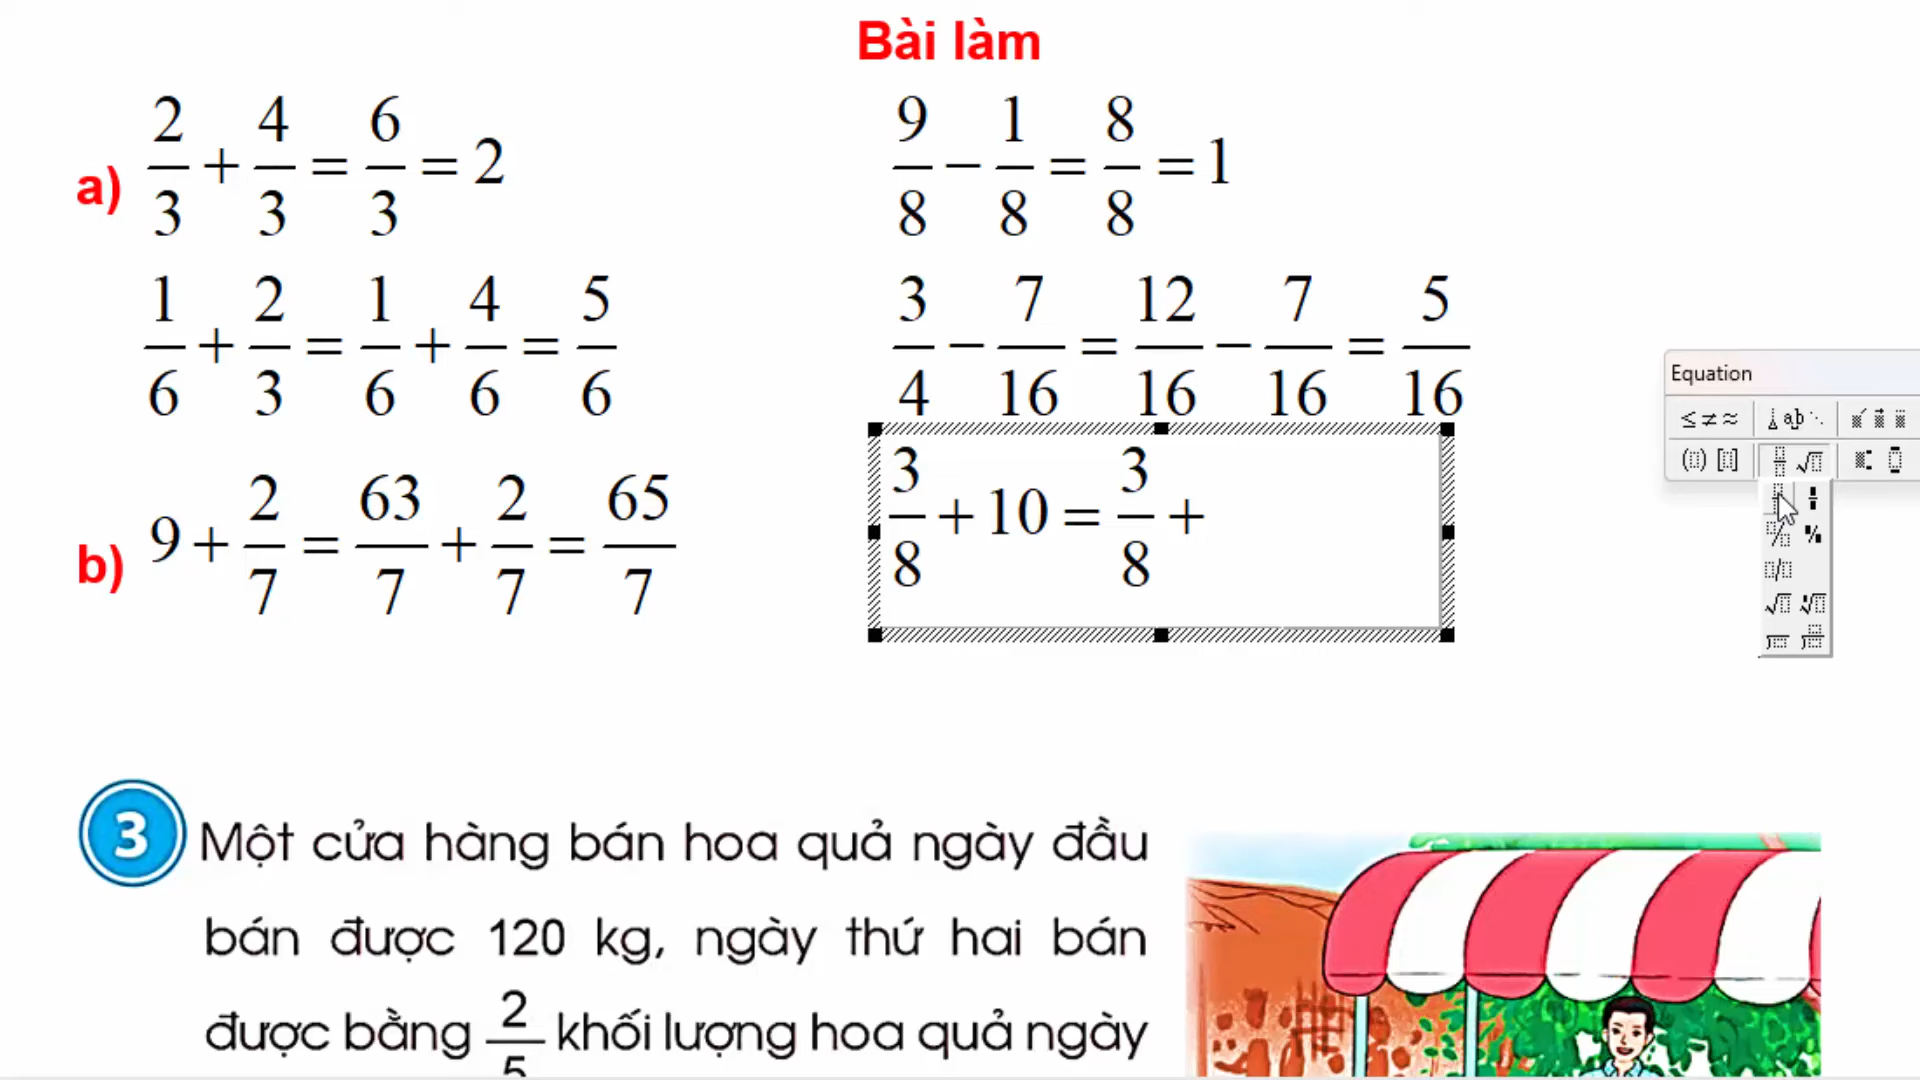 Bài làm
a) 2/3 + 4/3 = 6/3 = 2
9/8 − 1/8 = 8/8 = 1
1/6 + 2/3 = 1/6 + 4/6 = 5/6
3/4 − 7/16 = 12/16 − 7/16 = 5/16
b) 9 + 2/7 = 63/7 + 2/7 = 65/7
3/8 + 10 = 3/8 +
Equation
≤ ≠ ≈
3 Một cửa hàng bán hoa quả ngày đầu
bán được 120 kg, ngày thứ hai bán
được bằng 2/5 khối lượng hoa quả ngày